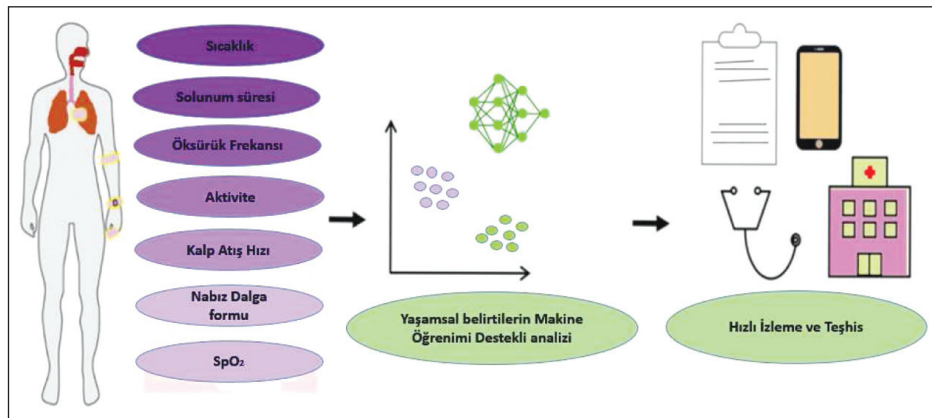 Sıcaklık
Solunum süresi
Öksürük Frekansı
Aktivite
Kalp Atış Hızı
Nabız Dalga
formu
SpO₂
Yaşamsal belirtilerin Makine
Öğrenimi Destekli analizi
Hızlı İzleme ve Teşhis